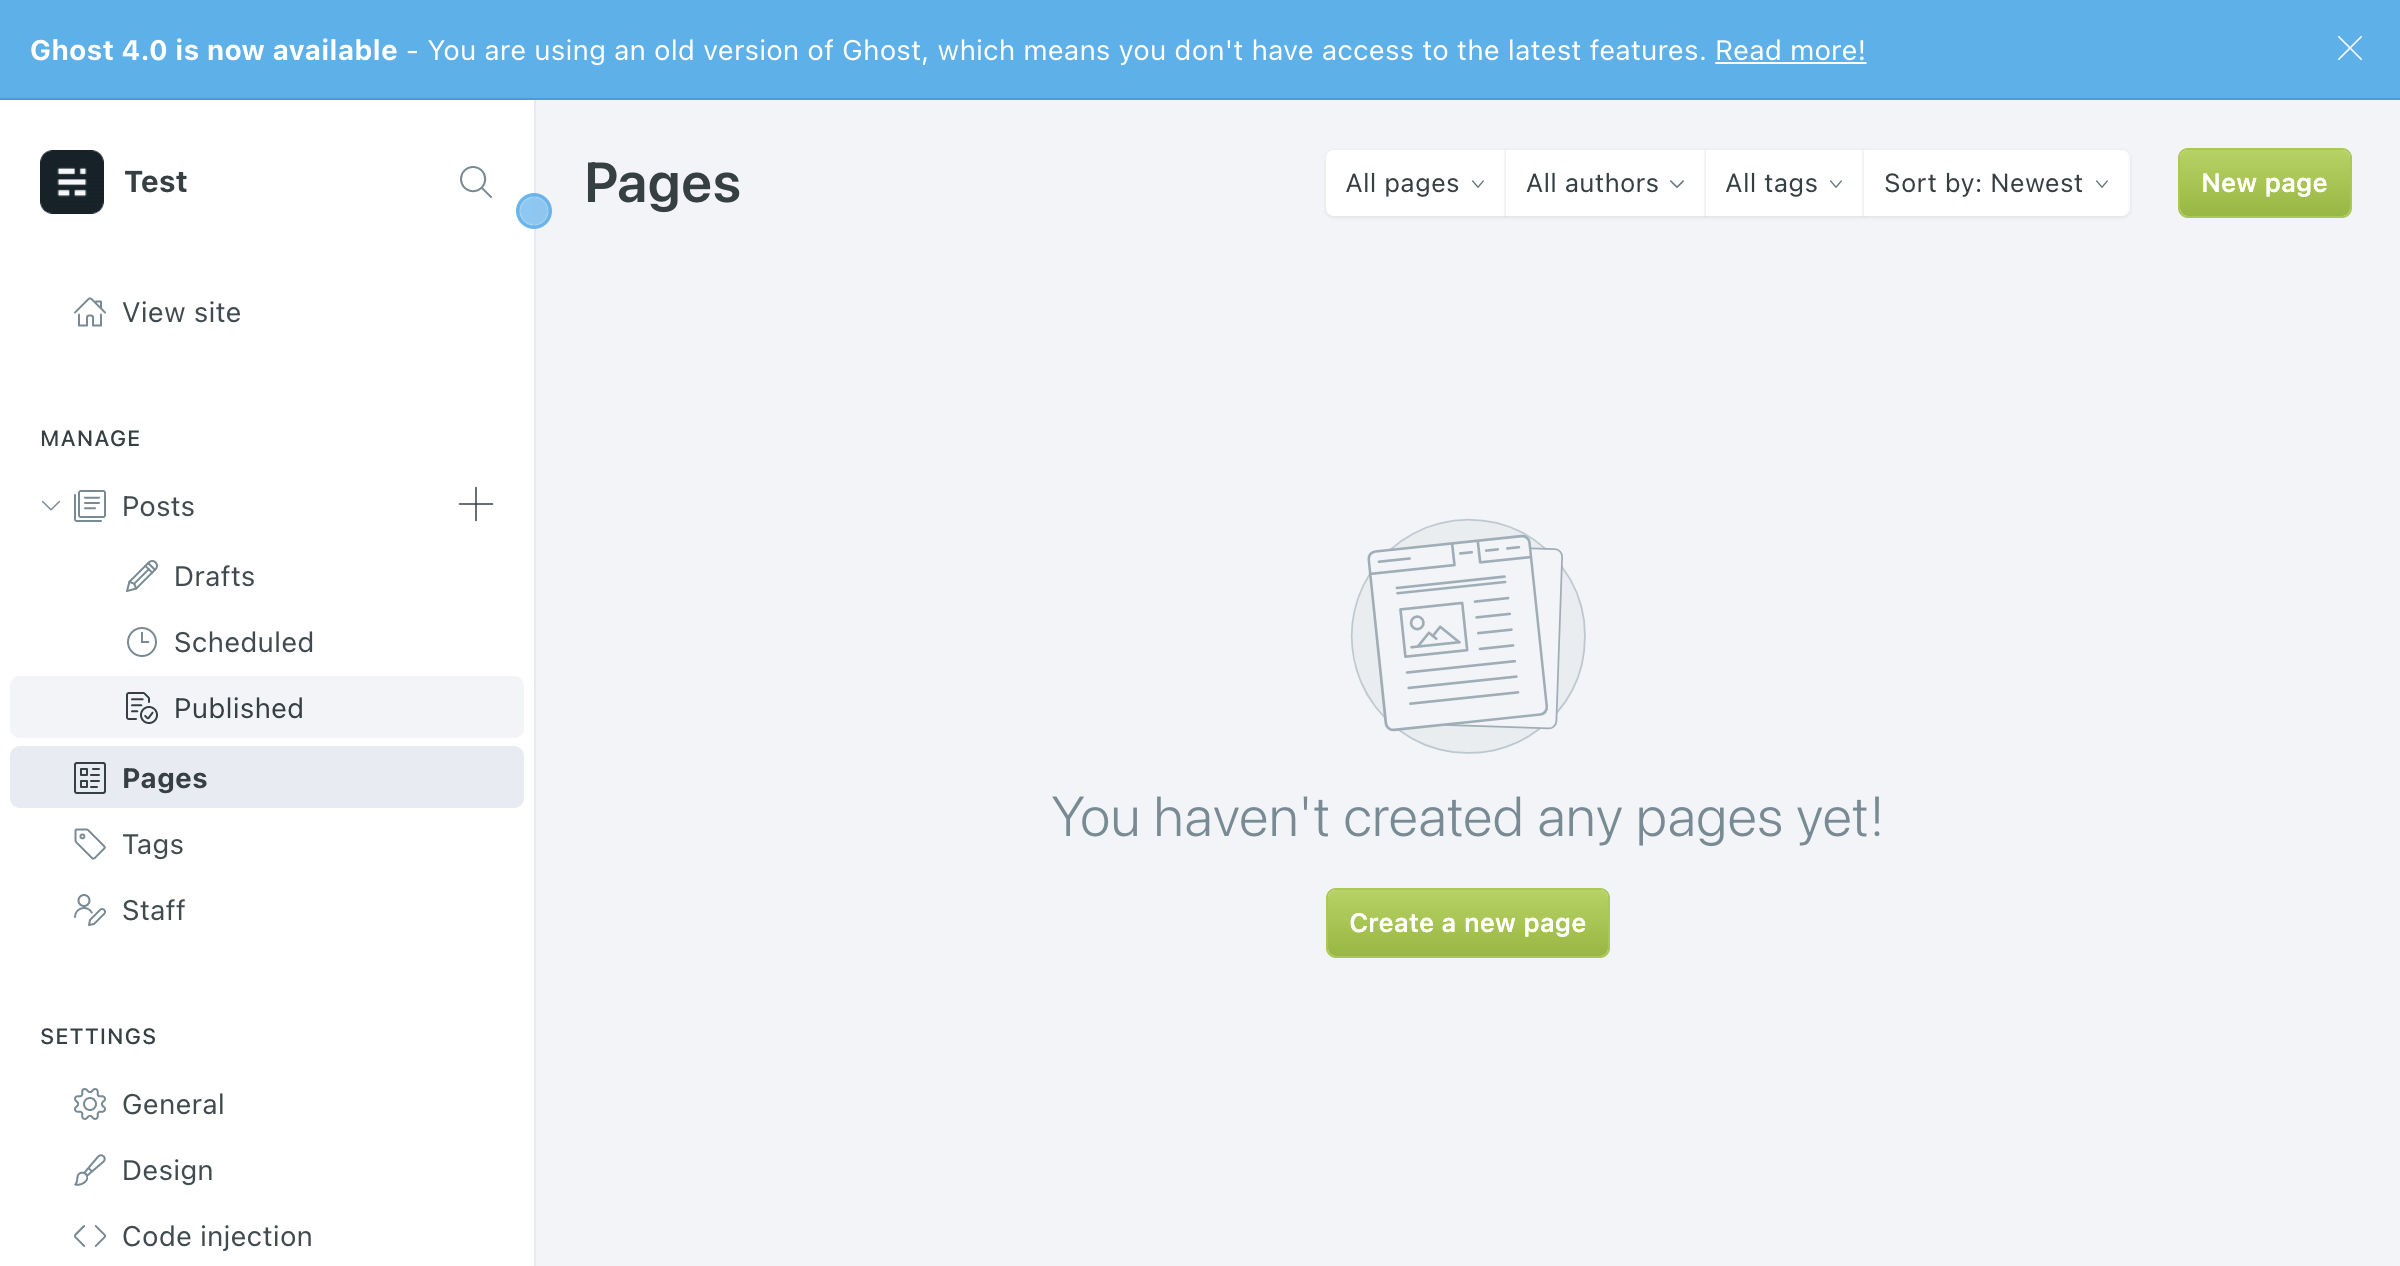 Ghost 4.0 is now available - You are using an old version of Ghost, which means you don't have access to the latest features. Read more!
Test
Pages
All pages
All authors
All tags
Sort by: Newest
New page
View site
MANAGE
Posts
Drafts
Scheduled
Published
Pages
Tags
Staff
SETTINGS
General
Design
Code injection
You haven't created any pages yet!
Create a new page